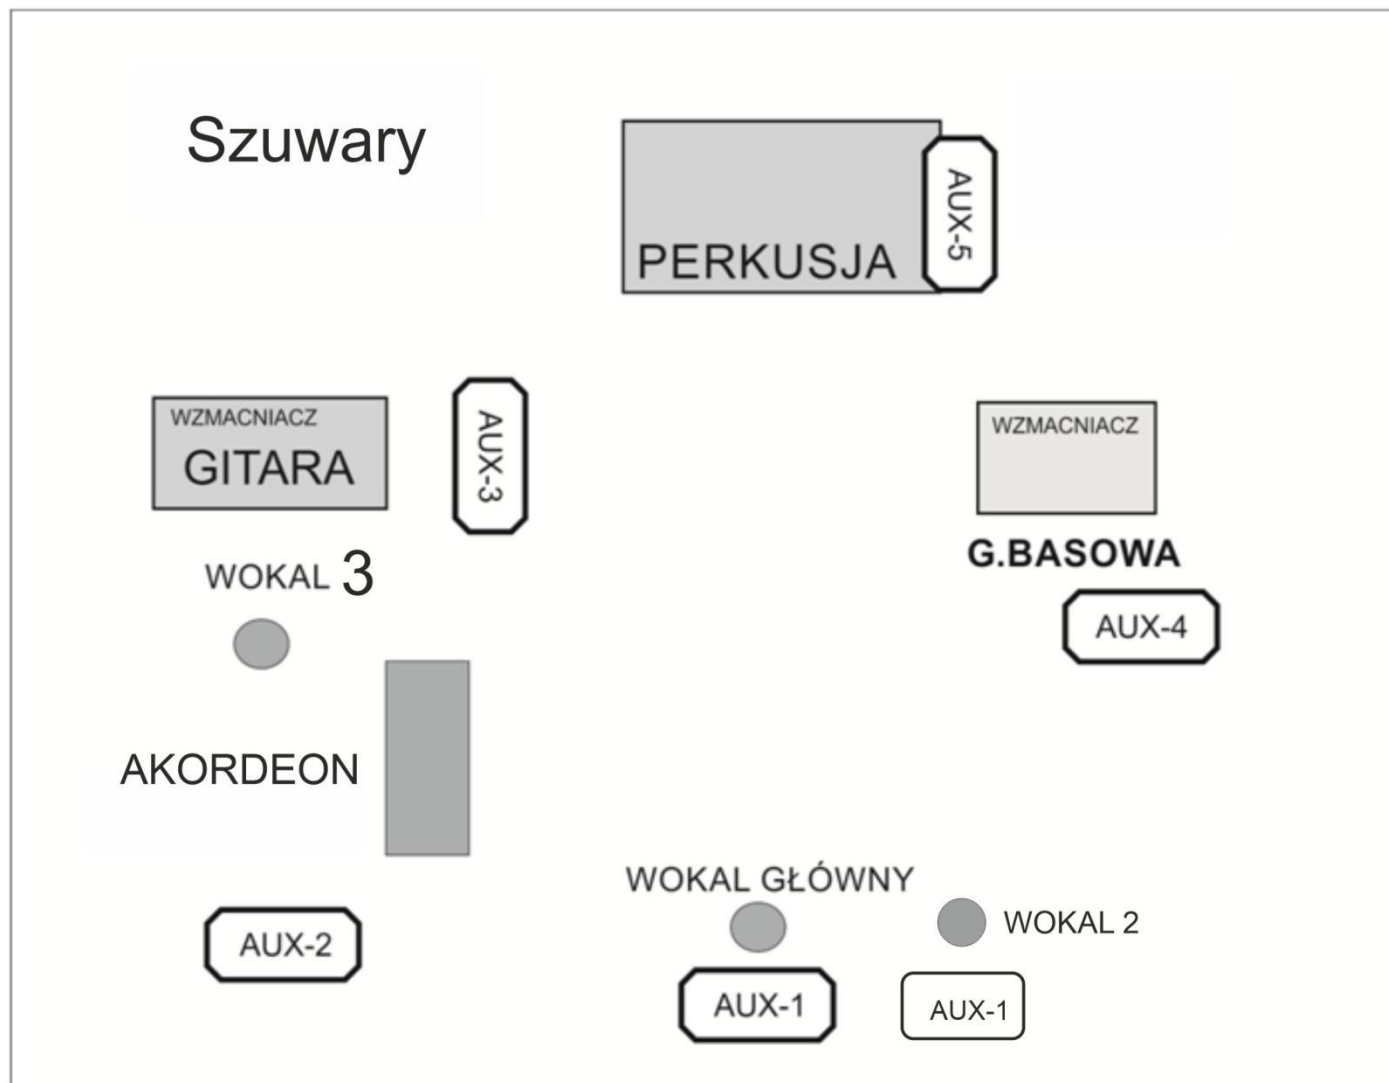 Szuwary
PERKUSJA
AUX-5
WZMACNIACZ
GITARA
AUX-3
WZMACNIACZ
G.BASOWA
WOKAL 3
AUX-4
AKORDEON
WOKAL GŁÓWNY
WOKAL 2
AUX-2
AUX-1
AUX-1